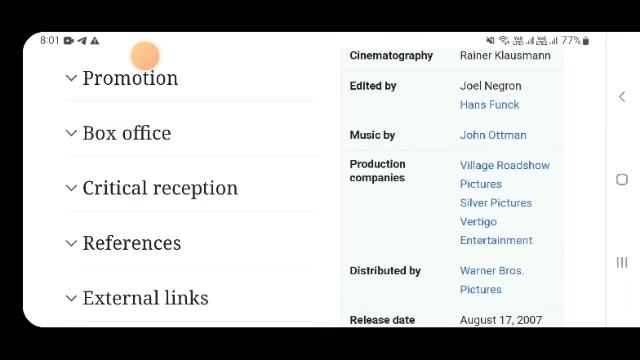 8:01 77%
Promotion
Box office
Critical reception
References
External links
Cinematography Rainer Klausmann
Edited by Joel Negron
Hans Funck
Music by John Ottman
Production Village Roadshow
companies Pictures
Silver Pictures
Vertigo
Entertainment
Distributed by Warner Bros.
Pictures
Release date August 17, 2007